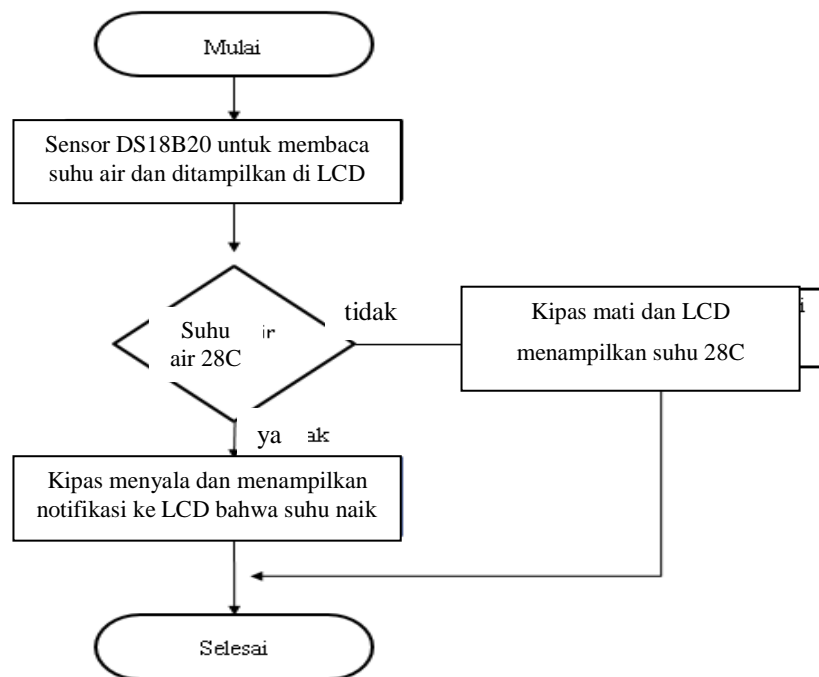 Mulai
Sensor DS18B20 untuk membaca
suhu air dan ditampilkan di LCD
Suhu
air 28C
tidak
Kipas mati dan LCD
menampilkan suhu 28C
ya
Kipas menyala dan menampilkan
notifikasi ke LCD bahwa suhu naik
Selesai